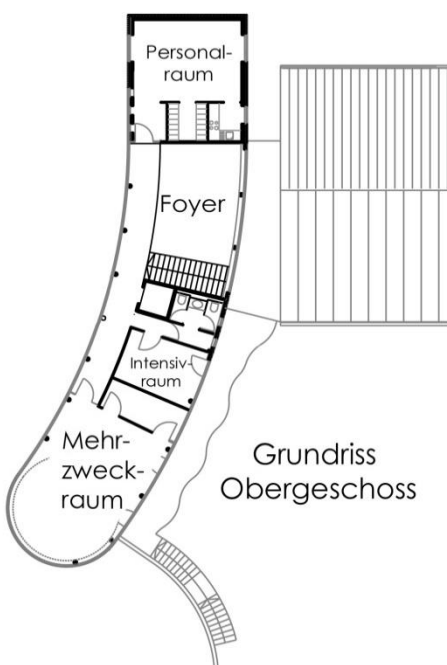 Personal-
raum
Foyer
Intensiv-
raum
Mehr-
zweck-
raum
Grundriss
Obergeschoss